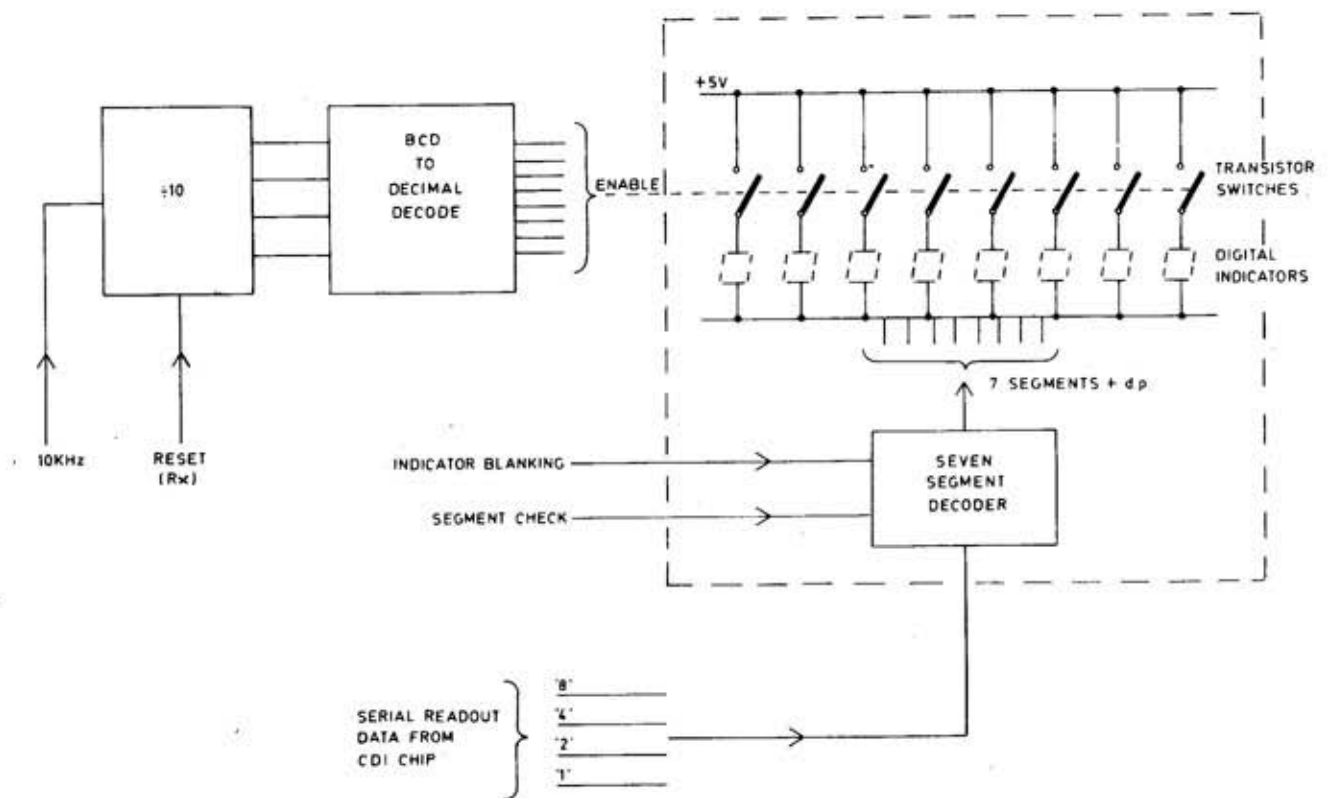 +5V
÷10
BCD
TO
DECIMAL
DECODE
ENABLE
TRANSISTOR
SWITCHES
DIGITAL
INDICATORS
7 SEGMENTS + d p
10KHz
RESET
(Rx)
INDICATOR BLANKING
SEGMENT CHECK
SEVEN
SEGMENT
DECODER
SERIAL READOUT
DATA FROM
CDI CHIP
'8'
'4'
'2'
'1'